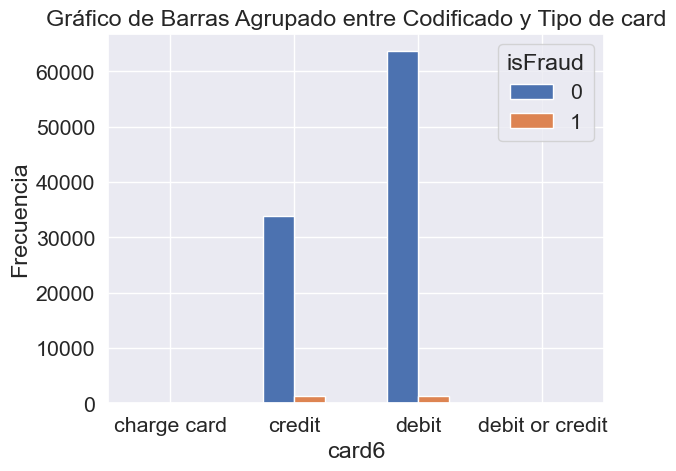 Gráfico de Barras Agrupado entre Codificado y Tipo de card
isFraud
0
1
60000
50000
40000
30000
20000
10000
0
Frecuencia
charge card
credit
debit
debit or credit
card6